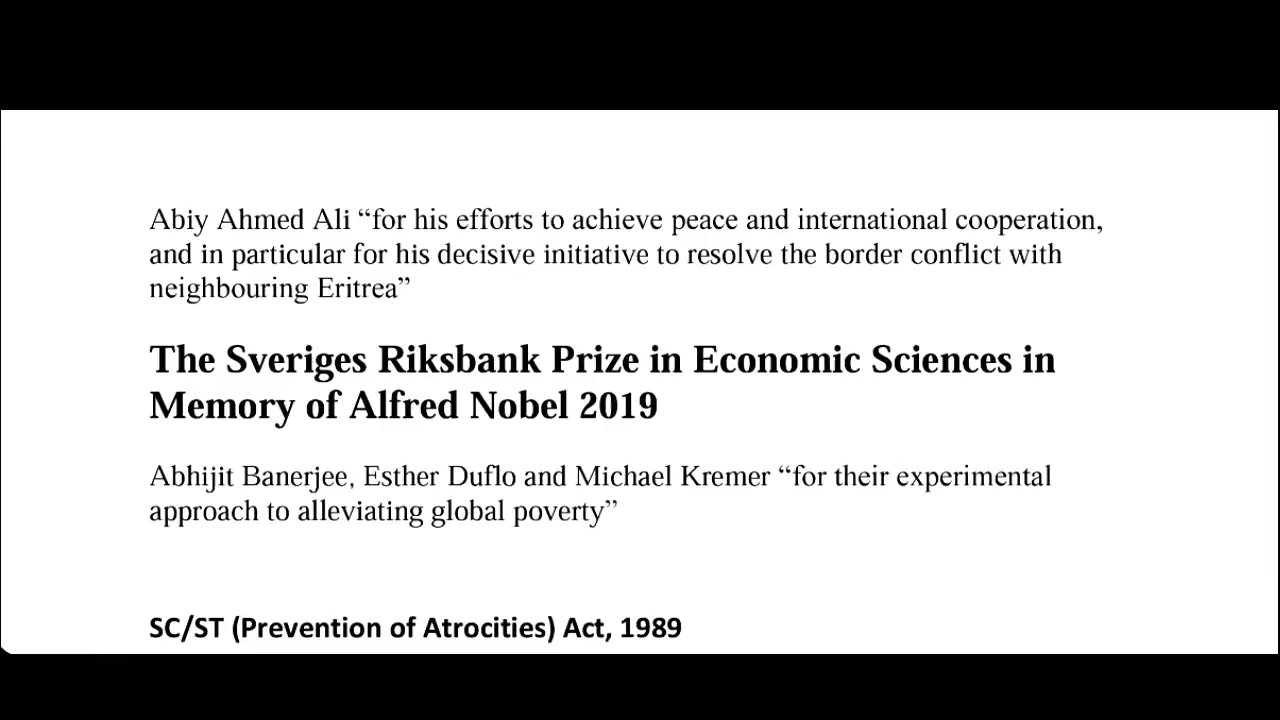 Abiy Ahmed Ali “for his efforts to achieve peace and international cooperation,
and in particular for his decisive initiative to resolve the border conflict with
neighbouring Eritrea”
The Sveriges Riksbank Prize in Economic Sciences in
Memory of Alfred Nobel 2019
Abhijit Banerjee, Esther Duflo and Michael Kremer “for their experimental
approach to alleviating global poverty”
SC/ST (Prevention of Atrocities) Act, 1989